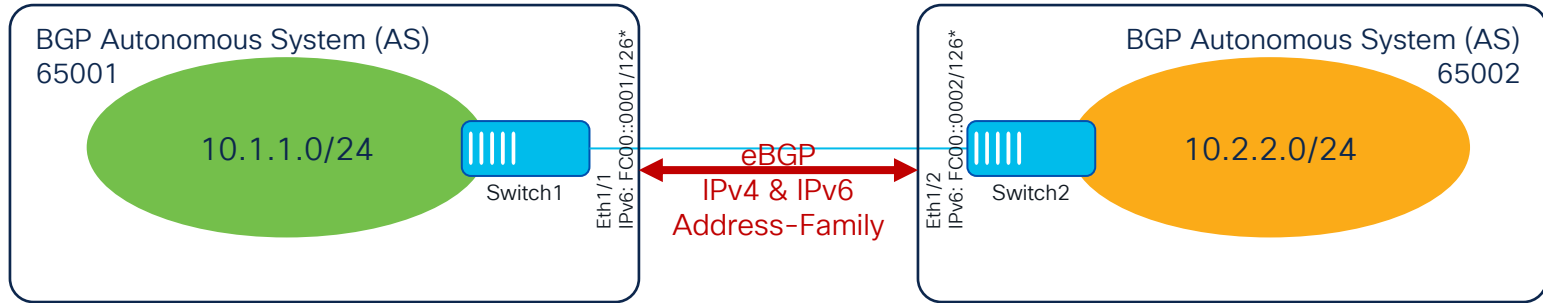 BGP Autonomous System (AS)
65001
10.1.1.0/24
Switch1
Eth1/1
IPv6: FC00::0001/126*
eBGP
IPv4 & IPv6
Address-Family
Eth1/2
IPv6: FC00::0002/126*
Switch2
BGP Autonomous System (AS)
65002
10.2.2.0/24